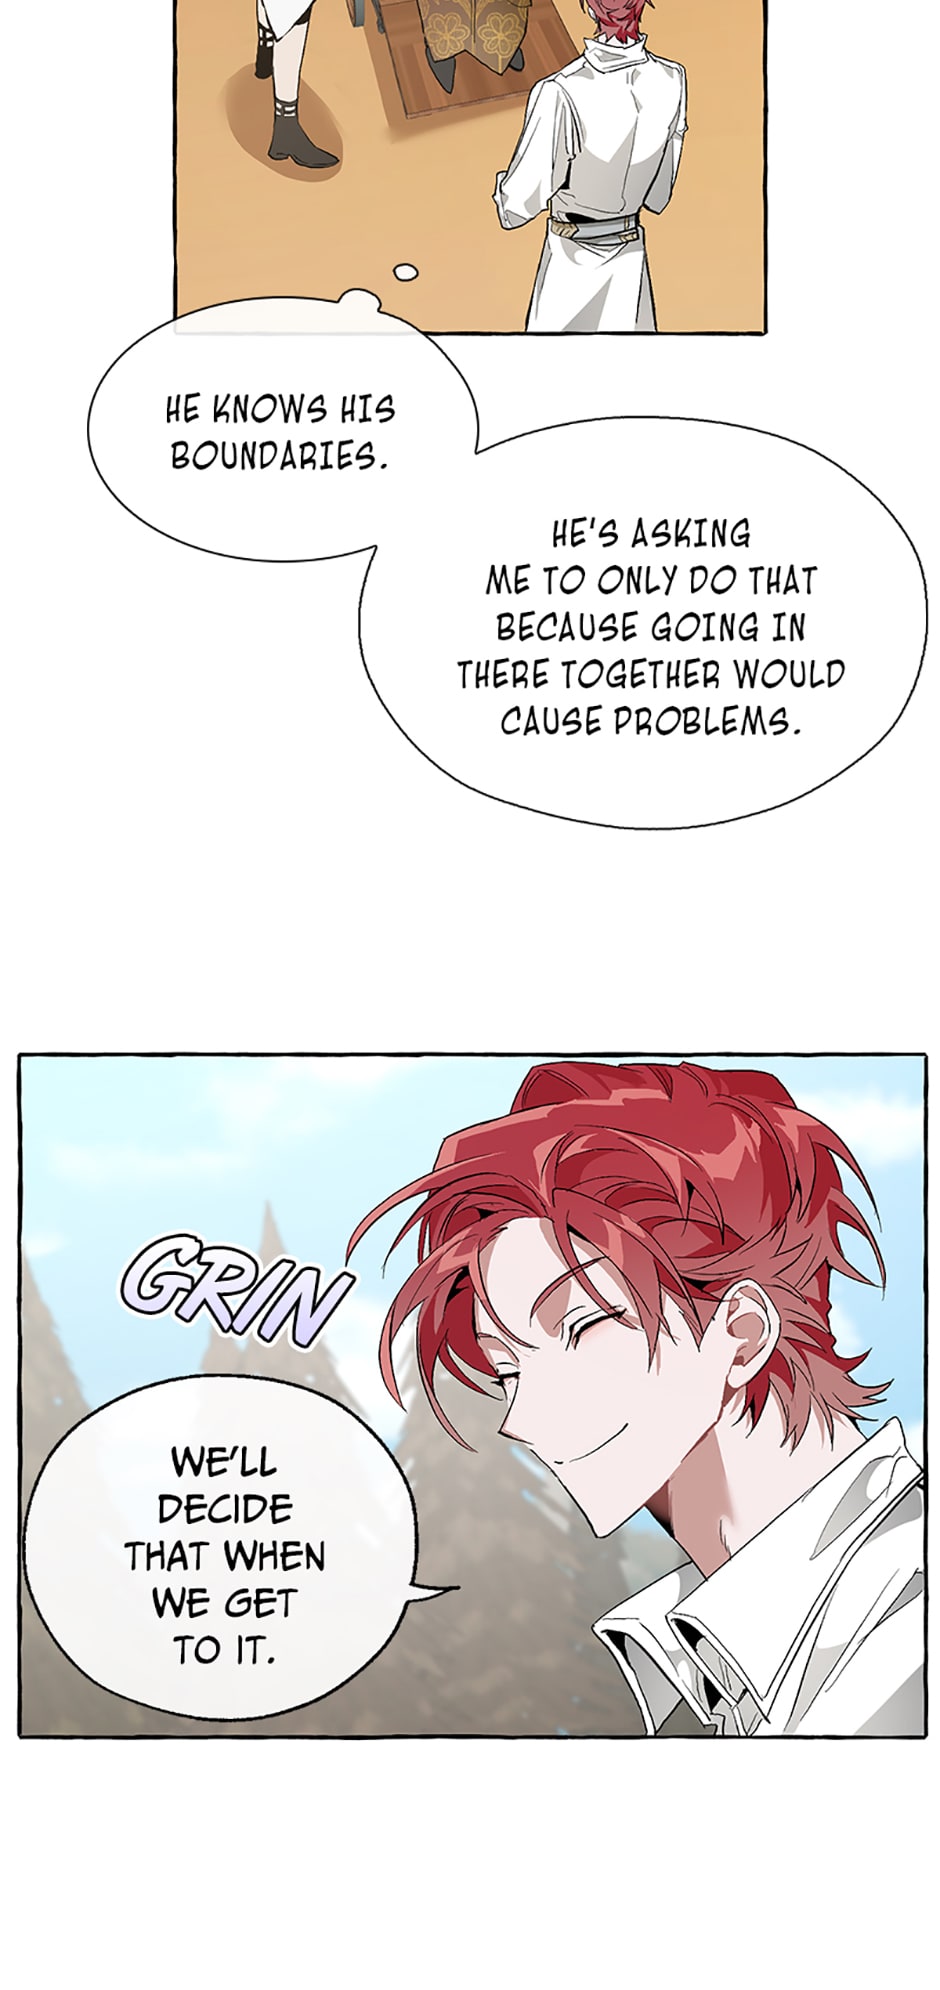 HE KNOWS HIS
BOUNDARIES.
HE'S ASKING
ME TO ONLY DO THAT
BECAUSE GOING IN
THERE TOGETHER WOULD
CAUSE PROBLEMS.
GRIN
WE'LL
DECIDE
THAT WHEN
WE GET
TO IT.